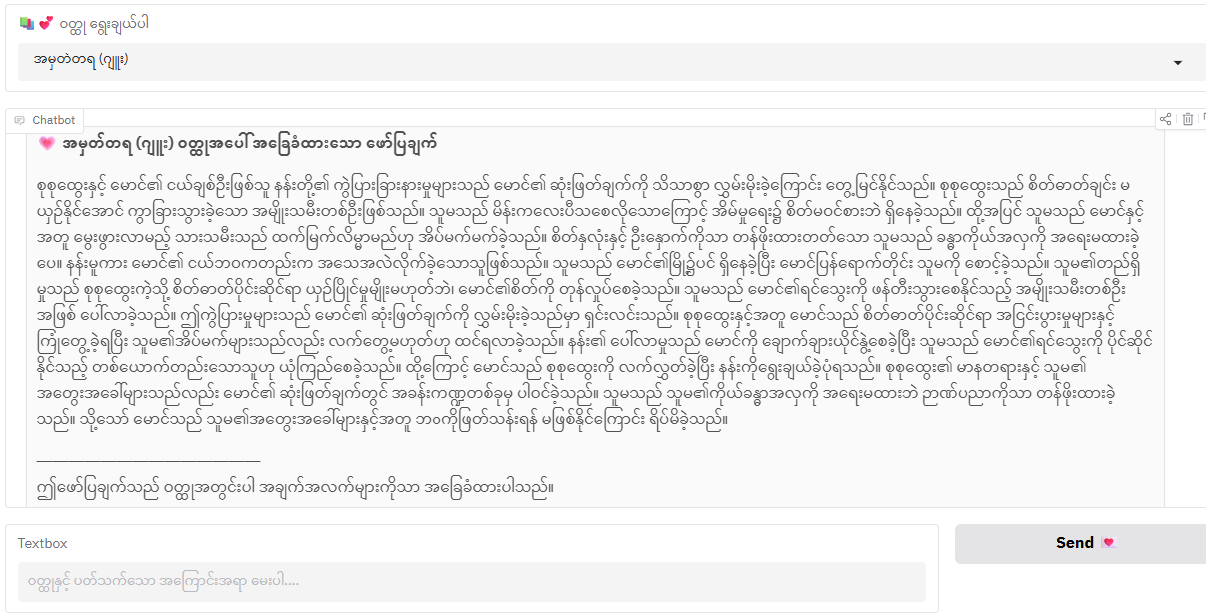 ဝတ္ထု ရွေးချယ်ပါ
အမှတဲတရ (ဂျူး)
Chatbot
အမှတ်တရ (ဂျူး) ဝတ္ထုအပေါ် အခြေခံထားသော ဖော်ပြချက်
စုစုထွေးနှင့် မောင်၏ ငယ်ချစ်ဦးဖြစ်သူ နန်းတို့၏ ကွဲပြားခြားနားမှုများသည် မောင်၏ ဆုံးဖြတ်ချက်ကို သိသာစွာ လွှမ်းမိုးခဲ့ကြောင်း တွေ့မြင်နိုင်သည်။ စုစုထွေးသည် စိတ်ဓာတ်ချင်း မ
ယှဉ်နိုင်အောင် ကွာခြားသွားခဲ့သော အမျိုးသမီးတစ်ဦးဖြစ်သည်။ သူမသည် မိန်းကလေးပီသစေလိုသောကြောင့် အိမ်မှုရေး၌ စိတ်မဝင်စားဘဲ ရှိနေခဲ့သည်။ ထို့အပြင် သူမသည် မောင်နှင့်
အတူ မွေးဖွားလာမည့် သားသမီးသည် ထက်မြက်လိမ့်မည်ဟု အိပ်မက်မက်ခဲ့သည်။ စိတ်နှလုံးနှင့် ဦးနှောက်ကိုသာ တန်ဖိုးထားတတ်သော သူမသည် ခန္ဓာကိုယ်အလှကို အရေးမထားခဲ့
ပေ။ နန်းမူကား မောင်၏ ငယ်ဘဝကတည်းက အသေအလဲလိုက်ခဲ့သောသူဖြစ်သည်။ သူမသည် မောင်၏မြို့၌ပင် ရှိနေခဲ့ပြီး မောင်ပြန်ရောက်တိုင်း သူမကို စောင့်ခဲ့သည်။ သူမ၏တည်ရှိ
မှုသည် စုစုထွေးကဲ့သို့ စိတ်ဓာတ်ပိုင်းဆိုင်ရာ ယှဉ်ပြိုင်မှုမျိုးမဟုတ်ဘဲ၊ မောင်၏စိတ်ကို တုန်လှုပ်စေခဲ့သည်။ သူမသည် မောင်၏ရင်သွေးကို ဖန်တီးသွားစေနိုင်သည့် အမျိုးသမီးတစ်ဦး
အဖြစ် ပေါ်လာခဲ့သည်။ ဤကွဲပြားမှုများသည် မောင်၏ ဆုံးဖြတ်ချက်ကို လွှမ်းမိုးခဲ့သည်မှာ ရှင်းလင်းသည်။ စုစုထွေးနှင့်အတူ မောင်သည် စိတ်ဓာတ်ပိုင်းဆိုင်ရာ အငြင်းပွားမှုများနှင့်
ကြုံတွေ့ခဲ့ရပြီး သူမ၏အိပ်မက်များသည်လည်း လက်တွေ့မဟုတ်ဟု ထင်ရလာခဲ့သည်။ နန်း၏ ပေါ်လာမှုသည် မောင်ကို ချောက်ချားယိုင်နွဲ့စေခဲ့ပြီး သူမသည် မောင်၏ရင်သွေးကို ပိုင်ဆိုင်
နိုင်သည့် တစ်ယောက်တည်းသောသူဟု ယုံကြည်စေခဲ့သည်။ ထို့ကြောင့် မောင်သည် စုစုထွေးကို လက်လွှတ်ခဲ့ပြီး နန်းကိုရွေးချယ်ခဲ့ပုံရသည်။ စုစုထွေး၏ မာနတရားနှင့် သူမ၏
အတွေးအခေါ်များသည်လည်း မောင်၏ ဆုံးဖြတ်ချက်တွင် အခန်းကဏ္ဍတစ်ခုမှ ပါဝင်ခဲ့သည်။ သူမသည် သူမ၏ကိုယ်ခန္ဓာအလှကို အရေးမထားဘဲ ဉာဏ်ပညာကိုသာ တန်ဖိုးထားခဲ့
သည်။ သို့သော် မောင်သည် သူမ၏အတွေးအခေါ်များနှင့်အတူ ဘဝကိုဖြတ်သန်းရန် မဖြစ်နိုင်ကြောင်း ရိပ်မိခဲ့သည်။
ဤဖော်ပြချက်သည် ဝတ္ထုအတွင်းပါ အချက်အလက်များကိုသာ အခြေခံထားပါသည်။
Textbox
Send
ဝတ္ထုနှင့် ပတ်သက်သော အကြောင်းအရာ မေးပါ....